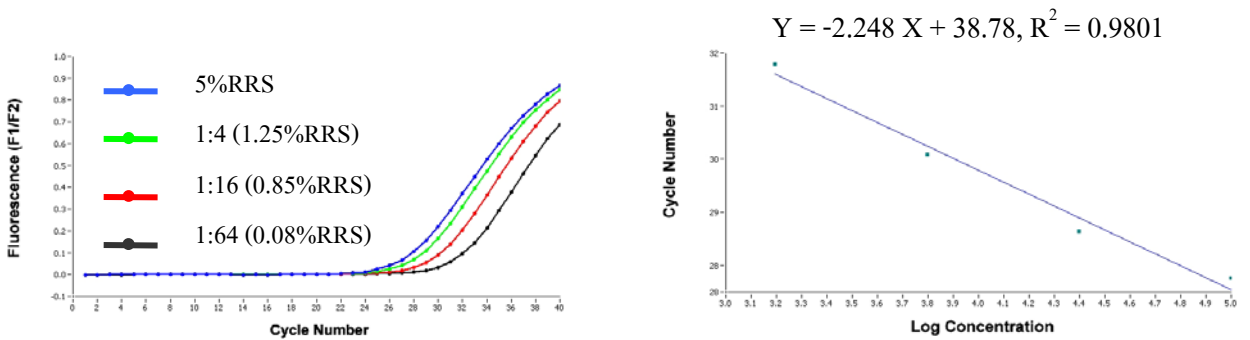 Y = -2.248 X + 38.78, R² = 0.9801
Fluorescence (F1/F2)
1.0
0.9
0.8
0.7
0.6
0.5
0.4
0.3
0.2
0.1
0.0
-0.1
5%RRS
1:4 (1.25%RRS)
1:16 (0.85%RRS)
1:64 (0.08%RRS)
0 2 4 6 8 10 12 14 16 18 20 22 24 26 28 30 32 34 36 38 40
Cycle Number
Cycle Number
32
31
30
29
28
28
3.0 3.1 3.2 3.3 3.4 3.5 3.6 3.7 3.8 3.9 4.0 4.1 4.2 4.3 4.4 4.5 4.6 4.7 4.8 4.9 5.0
Log Concentration